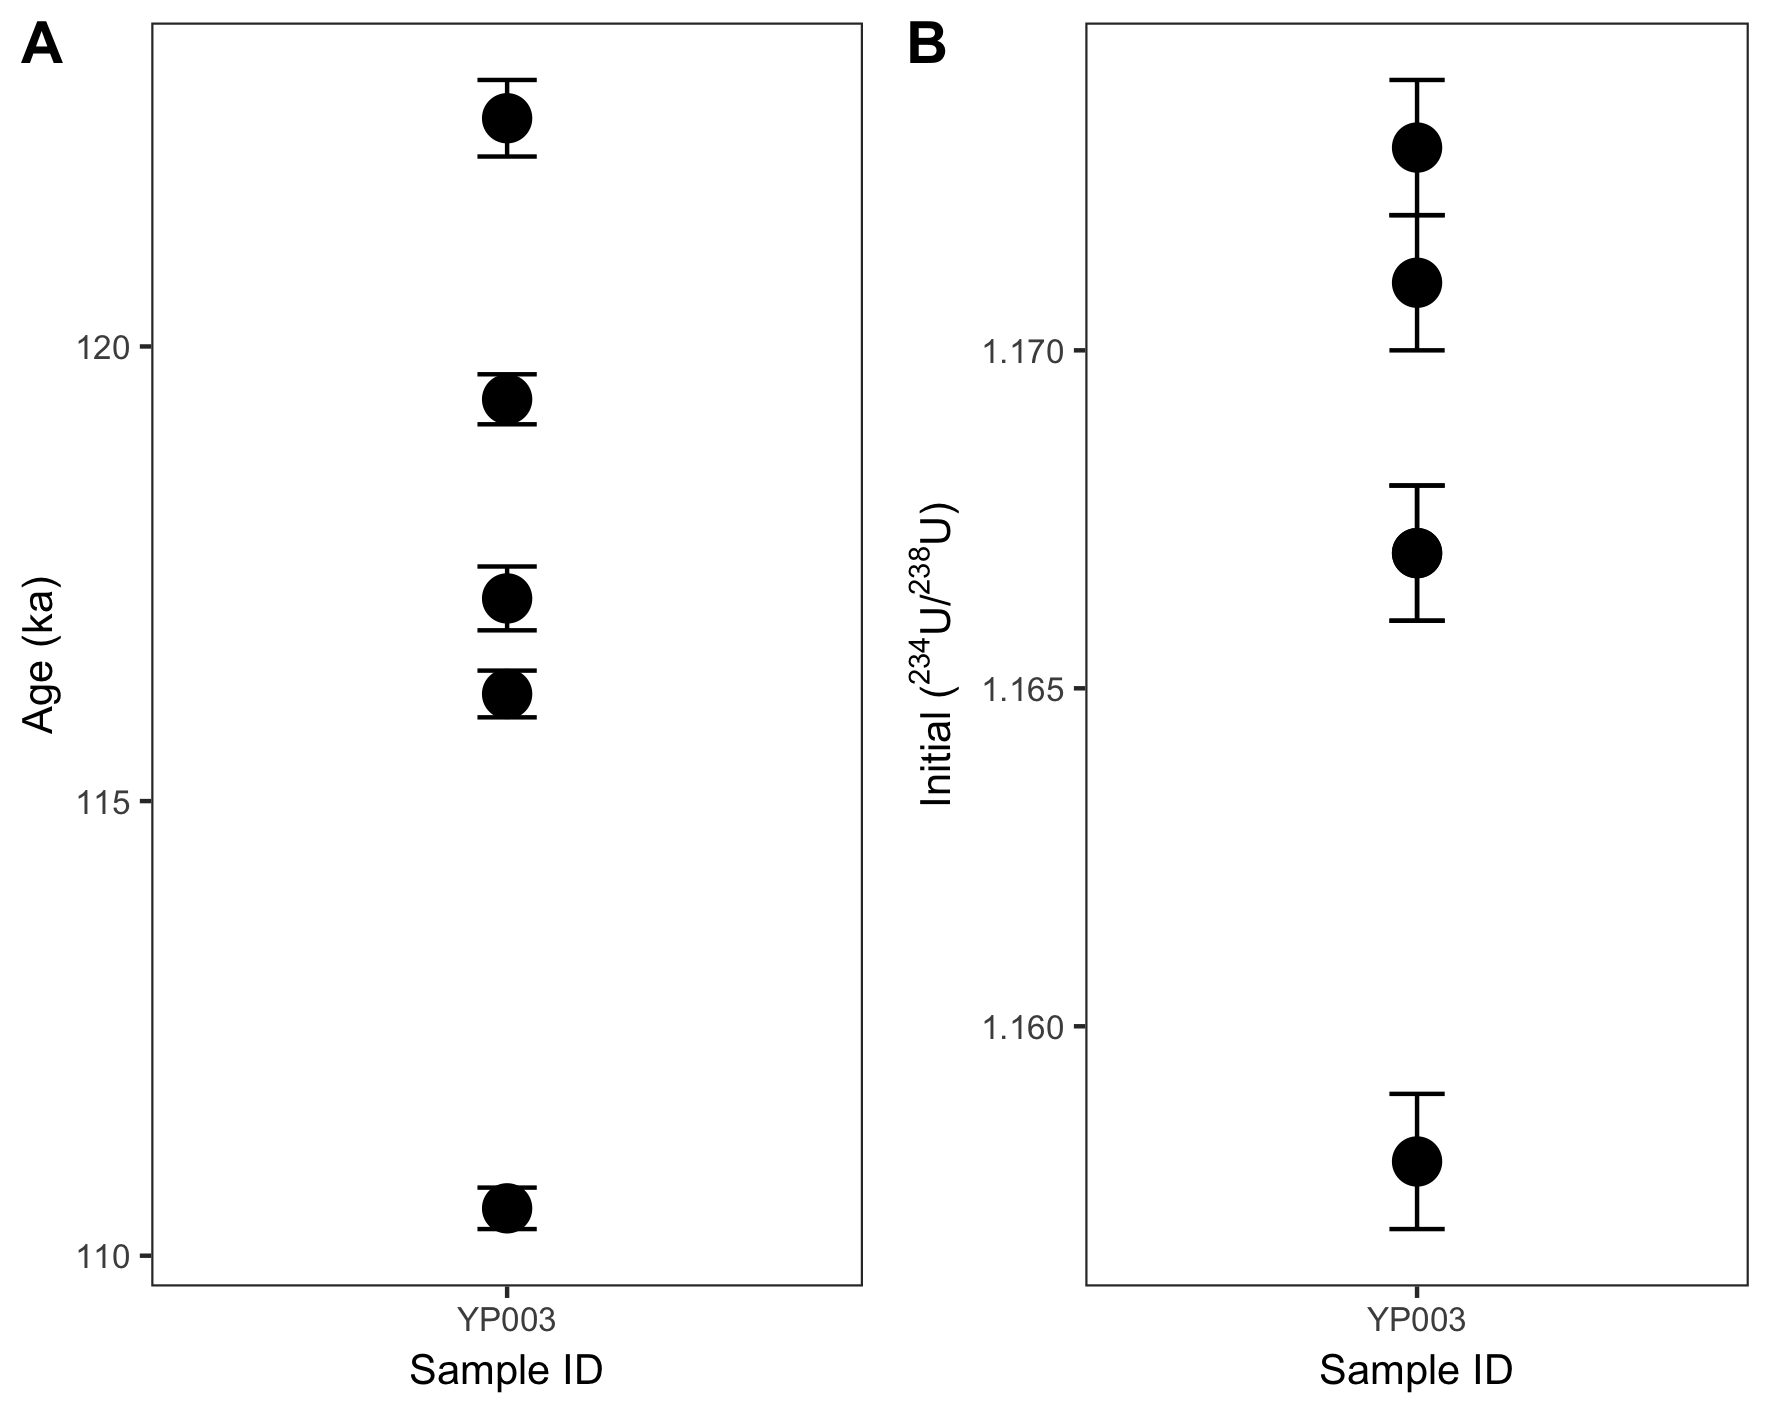 A
Age (ka)
120
115
110
YP003
Sample ID
B
Initial (²³⁴U/²³⁸U)
1.170
1.165
1.160
YP003
Sample ID